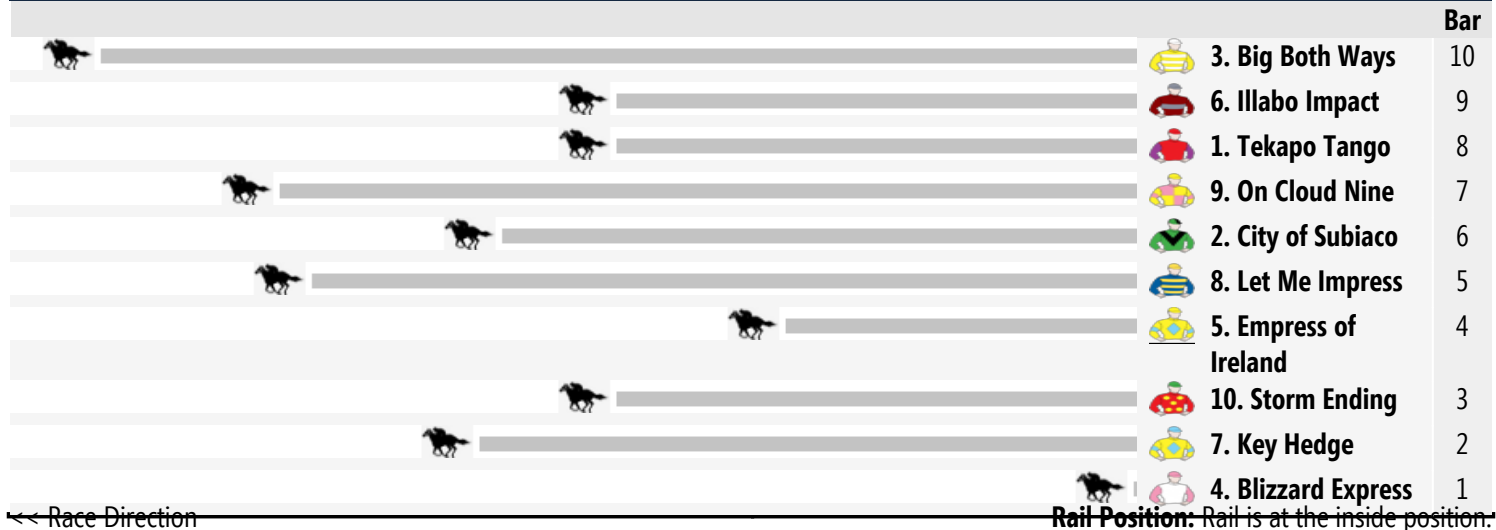 Bar
3. Big Both Ways 10
6. Illabo Impact 9
1. Tekapo Tango 8
9. On Cloud Nine 7
2. City of Subiaco 6
8. Let Me Impress 5
5. Empress of 4
Ireland
10. Storm Ending 3
7. Key Hedge 2
4. Blizzard Express 1
<< Race Direction Rail Position: Rail is at the inside position.